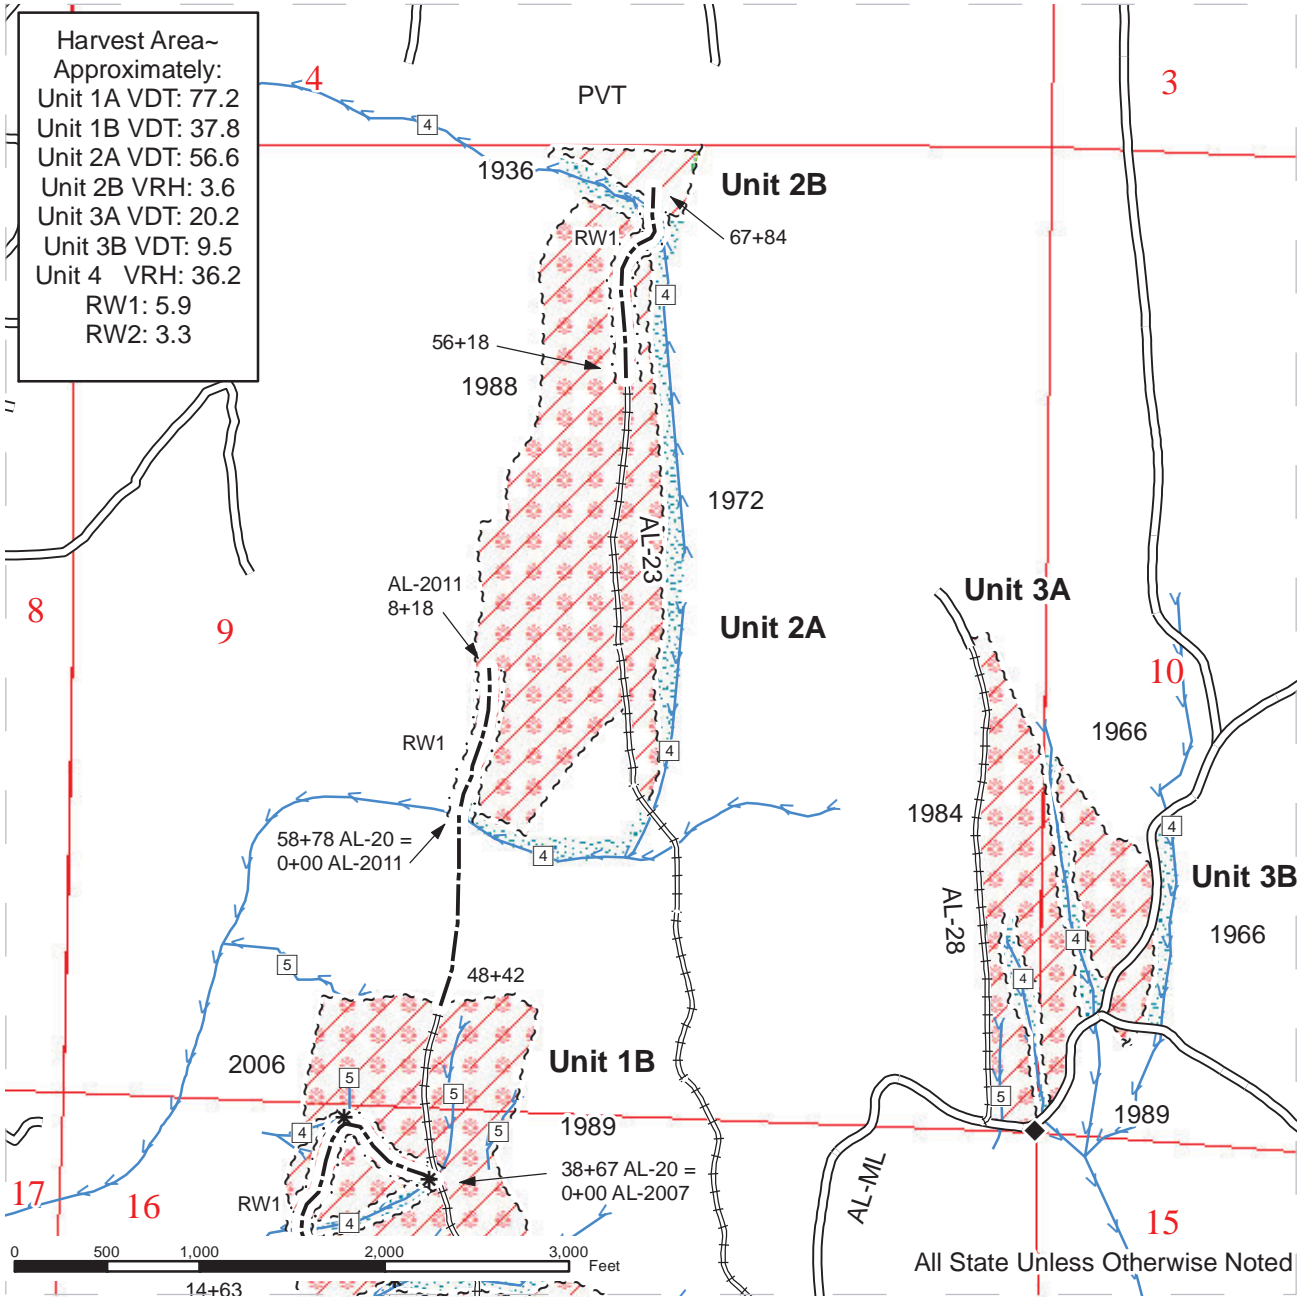 Harvest Area~
Approximately:
Unit 1A VDT: 77.2
Unit 1B VDT: 37.8
Unit 2A VDT: 56.6
Unit 2B VRH: 3.6
Unit 3A VDT: 20.2
Unit 3B VDT: 9.5
Unit 4 VRH: 36.2
RW1: 5.9
RW2: 3.3
4
PVT
3
4
1936
Unit 2B
RW1
67+84
4
56+18
1988
1972
AL-23
AL-2011
8+18
Unit 3A
8
9
Unit 2A
10
RW1
4
1966
1984
4
58+78 AL-20 =
0+00 AL-2011
4
Unit 3B
AL-28
1966
4
5
48+42
4
2006
Unit 1B
5
5
5
4
5
1989
1989
38+67 AL-20 =
0+00 AL-2007
17
16
RW1
4
AL-ML
15
0
500
1,000
2,000
3,000
Feet
All State Unless Otherwise Noted
14+63